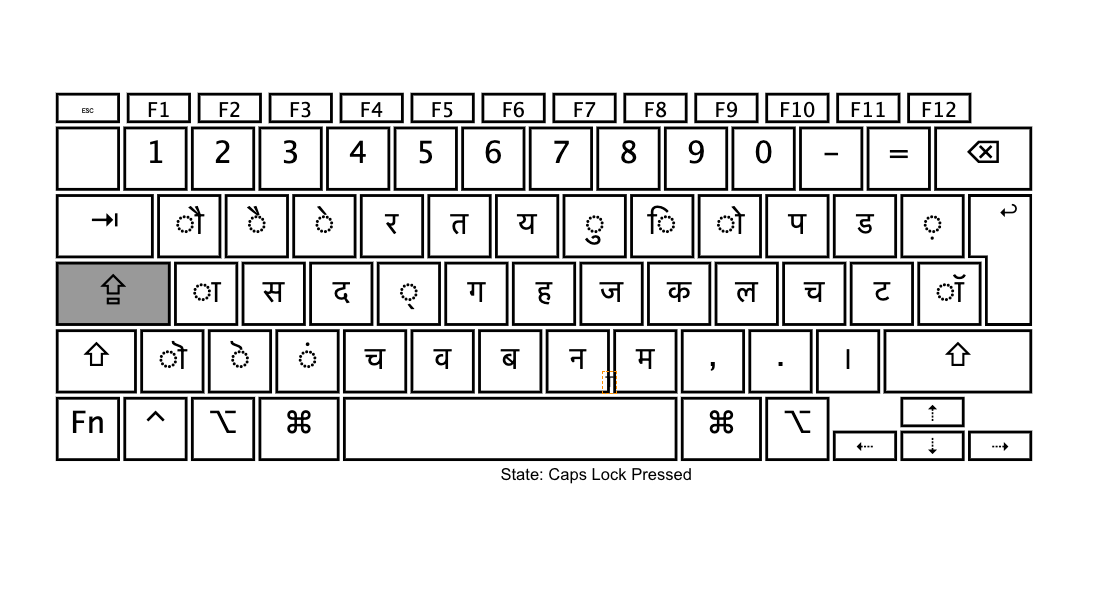 ESC F1 F2 F3 F4 F5 F6 F7 F8 F9 F10 F11 F12
1 2 3 4 5 6 7 8 9 0 - =
ौ ै े र त य ु ि ो प ड ़
ा स द ् ग ह ज क ल च ट ॉ
ॊ ॆ ं च व ब न म , . ।
Fn ^ ⌥ ⌘ ⌘ ⌥
State: Caps Lock Pressed